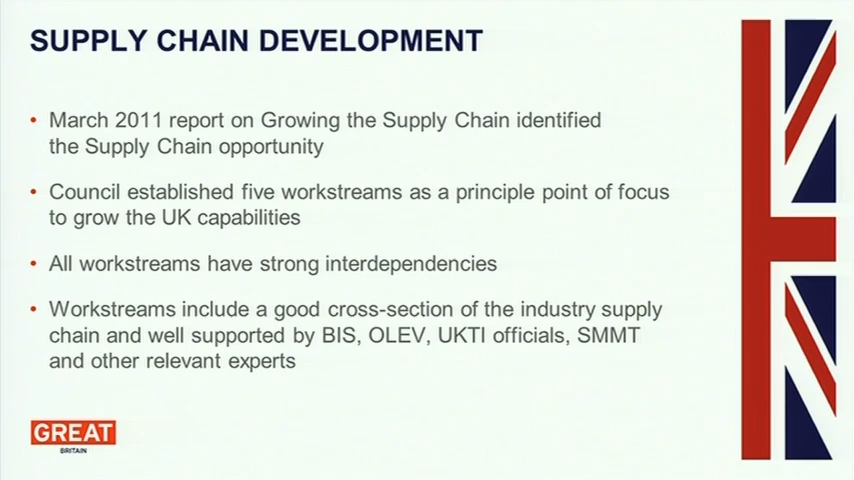 SUPPLY CHAIN DEVELOPMENT
• March 2011 report on Growing the Supply Chain identified
the Supply Chain opportunity
• Council established five workstreams as a principle point of focus
to grow the UK capabilities
• All workstreams have strong interdependencies
• Workstreams include a good cross-section of the industry supply
chain and well supported by BIS, OLEV, UKTI officials, SMMT
and other relevant experts
GREAT
BRITAIN